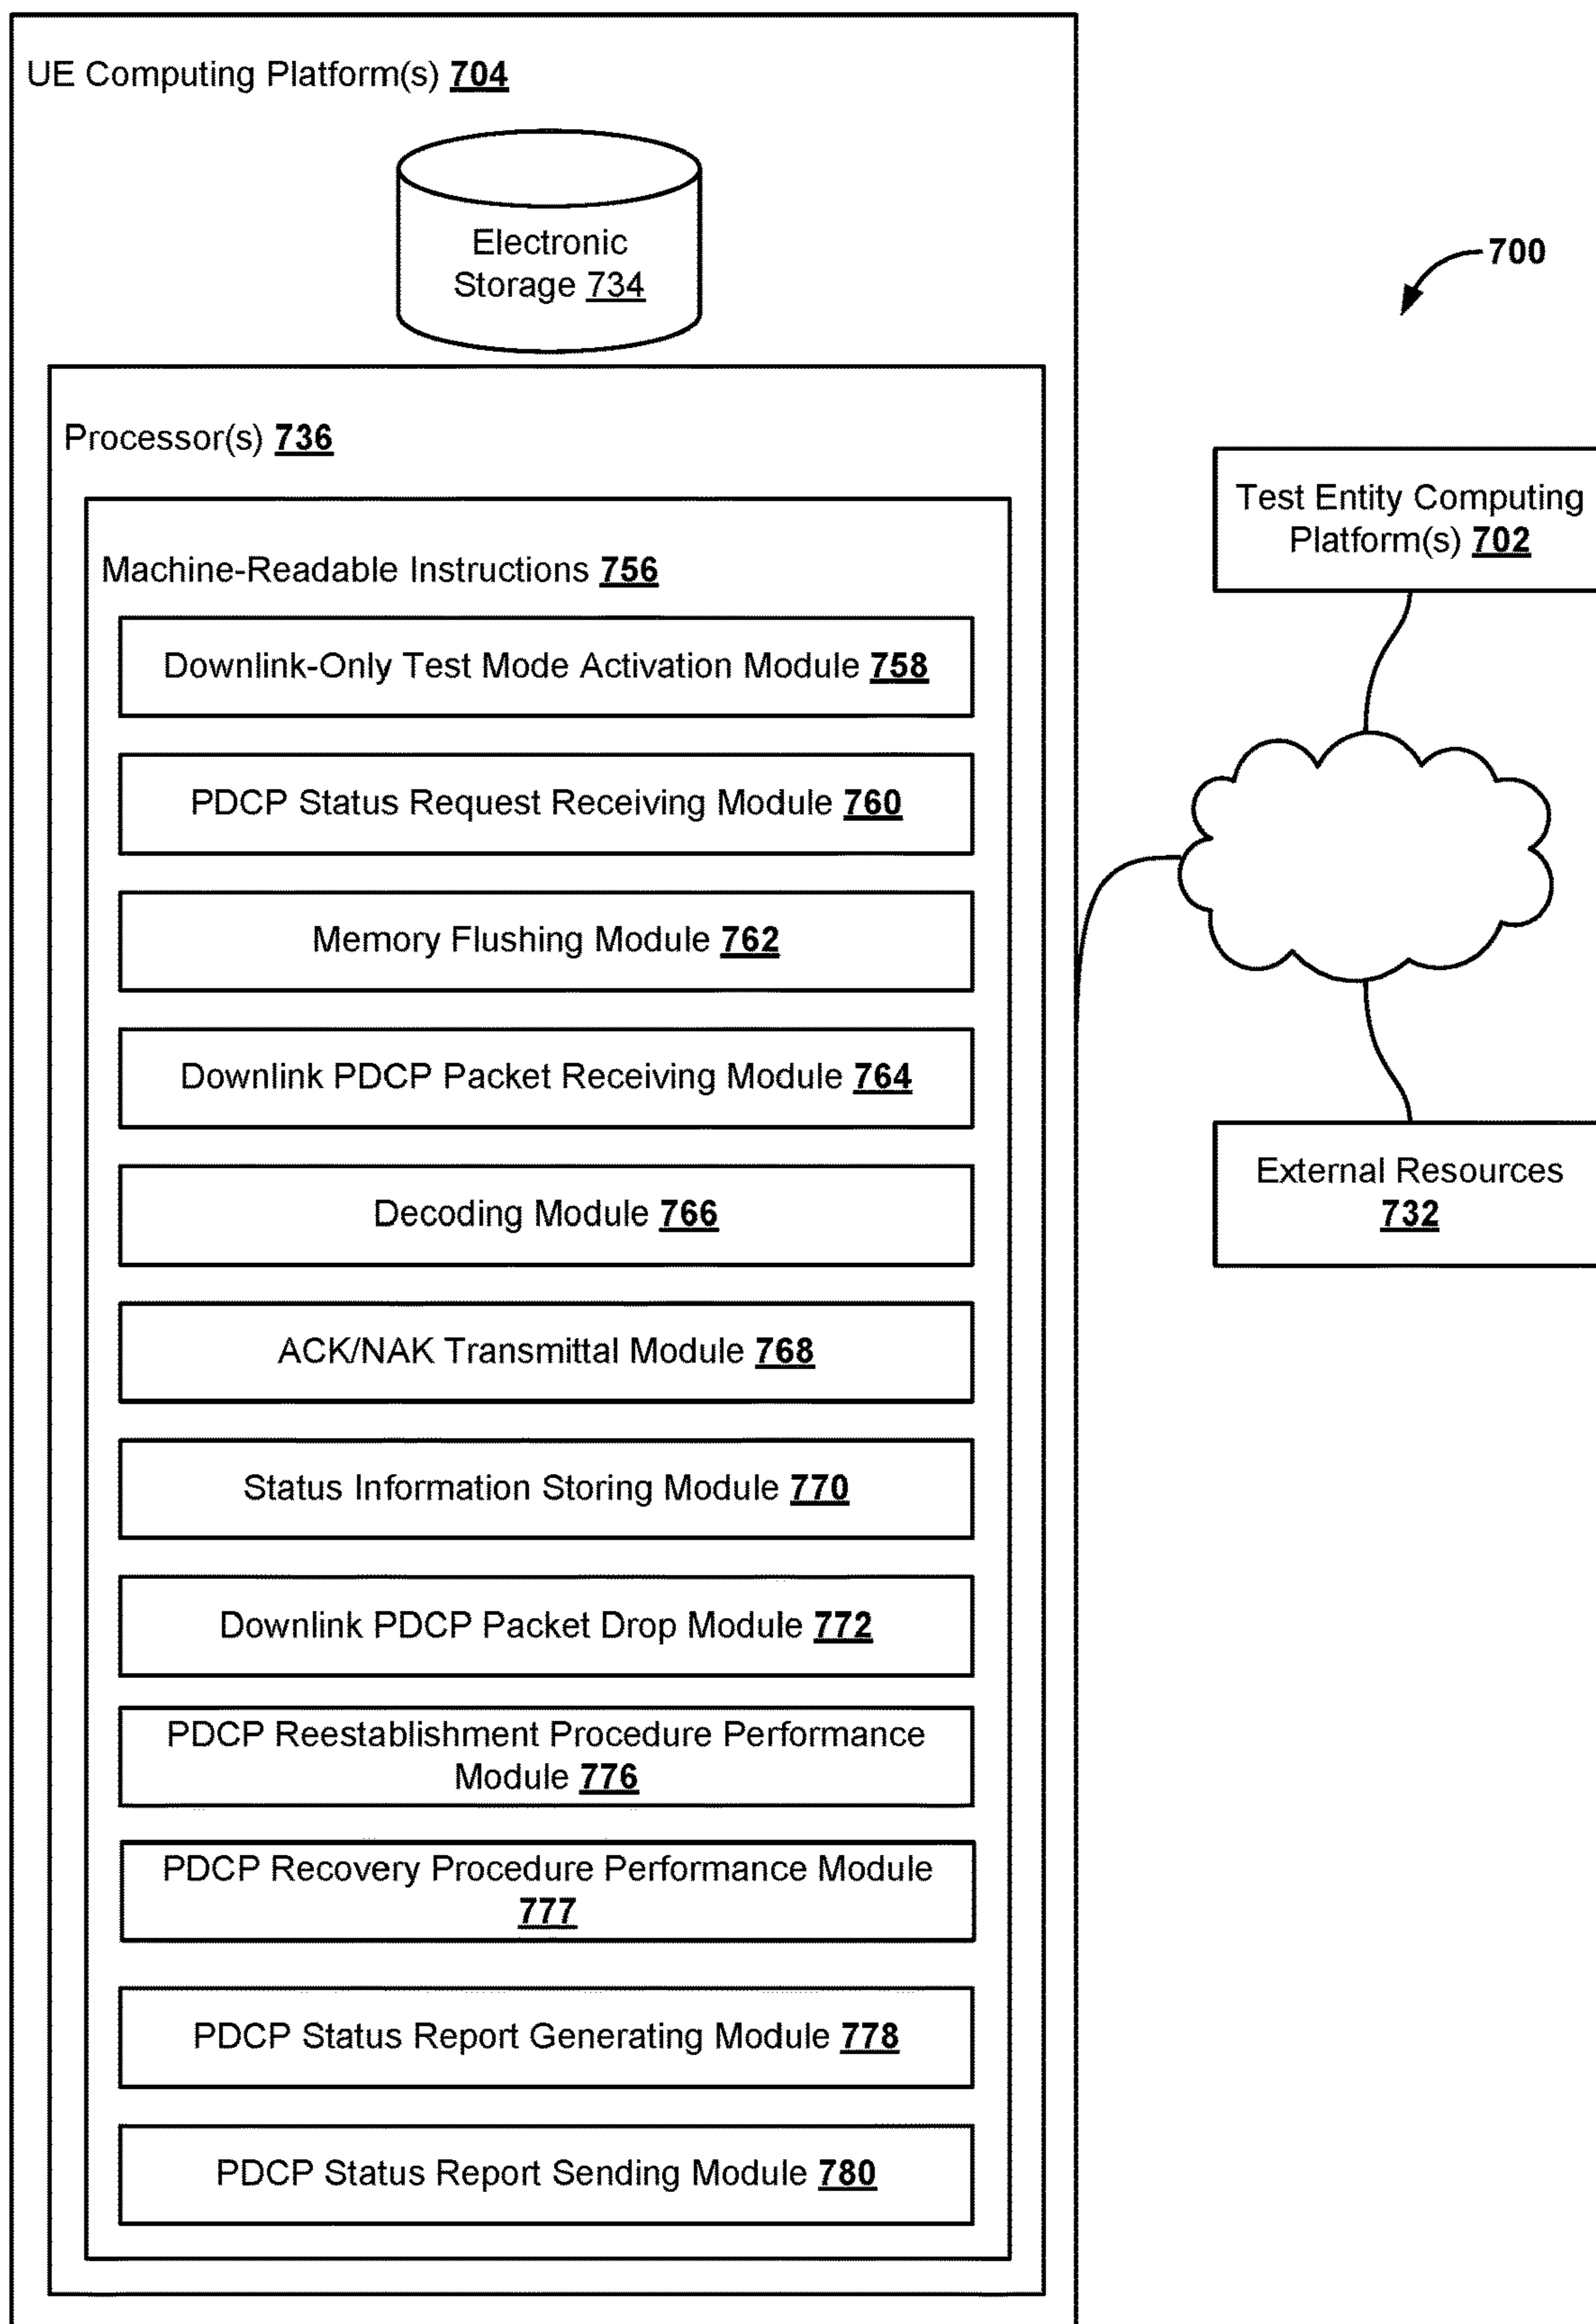 UE Computing Platform(s) 704
Electronic
Storage 734
Processor(s) 736
Machine-Readable Instructions 756
Downlink-Only Test Mode Activation Module 758
PDCP Status Request Receiving Module 760
Memory Flushing Module 762
Downlink PDCP Packet Receiving Module 764
Decoding Module 766
ACK/NAK Transmittal Module 768
Status Information Storing Module 770
Downlink PDCP Packet Drop Module 772
PDCP Reestablishment Procedure Performance
Module 776
PDCP Recovery Procedure Performance Module
777
PDCP Status Report Generating Module 778
PDCP Status Report Sending Module 780
700
Test Entity Computing
Platform(s) 702
External Resources
732